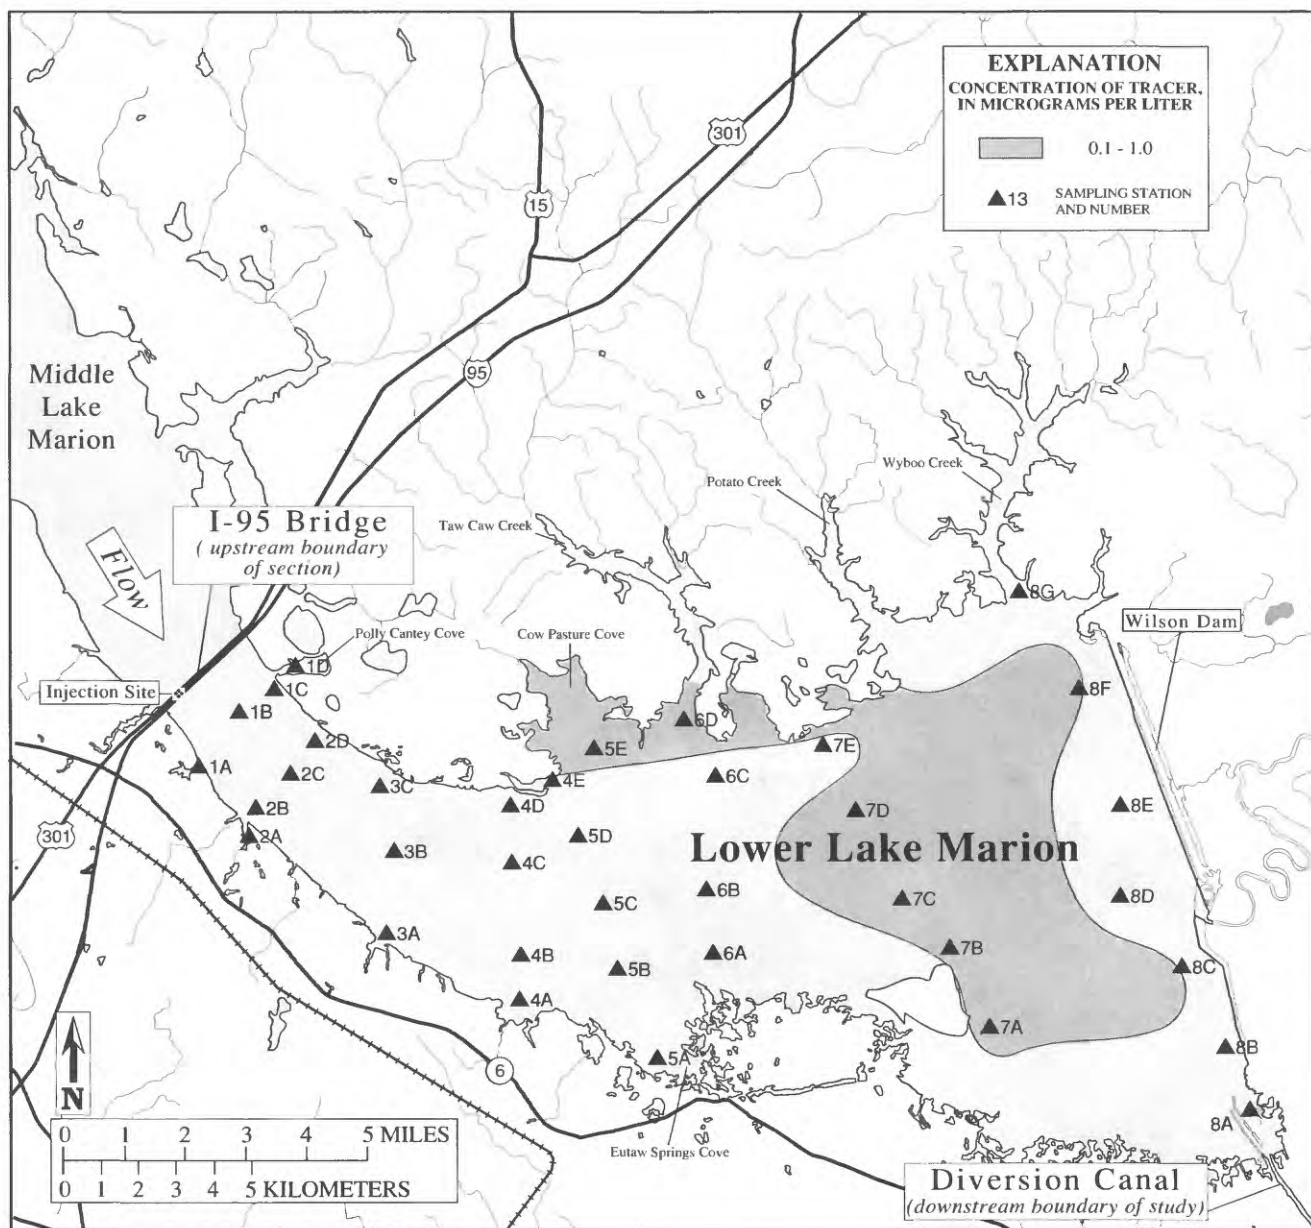 EXPLANATION
CONCENTRATION OF TRACER,
IN MICROGRAMS PER LITER
0.1 - 1.0
13
SAMPLING STATION
AND NUMBER
301
15
95
Middle
Lake
Marion
I-95 Bridge
( upstream boundary
of section)
Flow
Taw Caw Creek
Potato Creek
Wyboo Creek
Polly Cantey Cove
Cow Pasture Cove
Wilson Dam
Injection Site
8G
1D
1C
1B
8F
6D
2D
5E
7E
1A
2C
3C
4E
6C
2B
4D
7D
8E
301
2A
5D
3B
4C
Lower Lake Marion
6B
8D
5C
7C
3A
4B
6A
7B
5B
8C
4A
7A
5A
8B
6
8A
N
0 1 2 3 4 5 MILES
0 1 2 3 4 5 KILOMETERS
Eutaw Springs Cove
Diversion Canal
(downstream boundary of study)